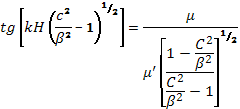 tg [kH (c²/β² − 1)^1/2] = μ / (μ′ [(1 − C²/β²) / (C²/β² − 1)]^1/2)